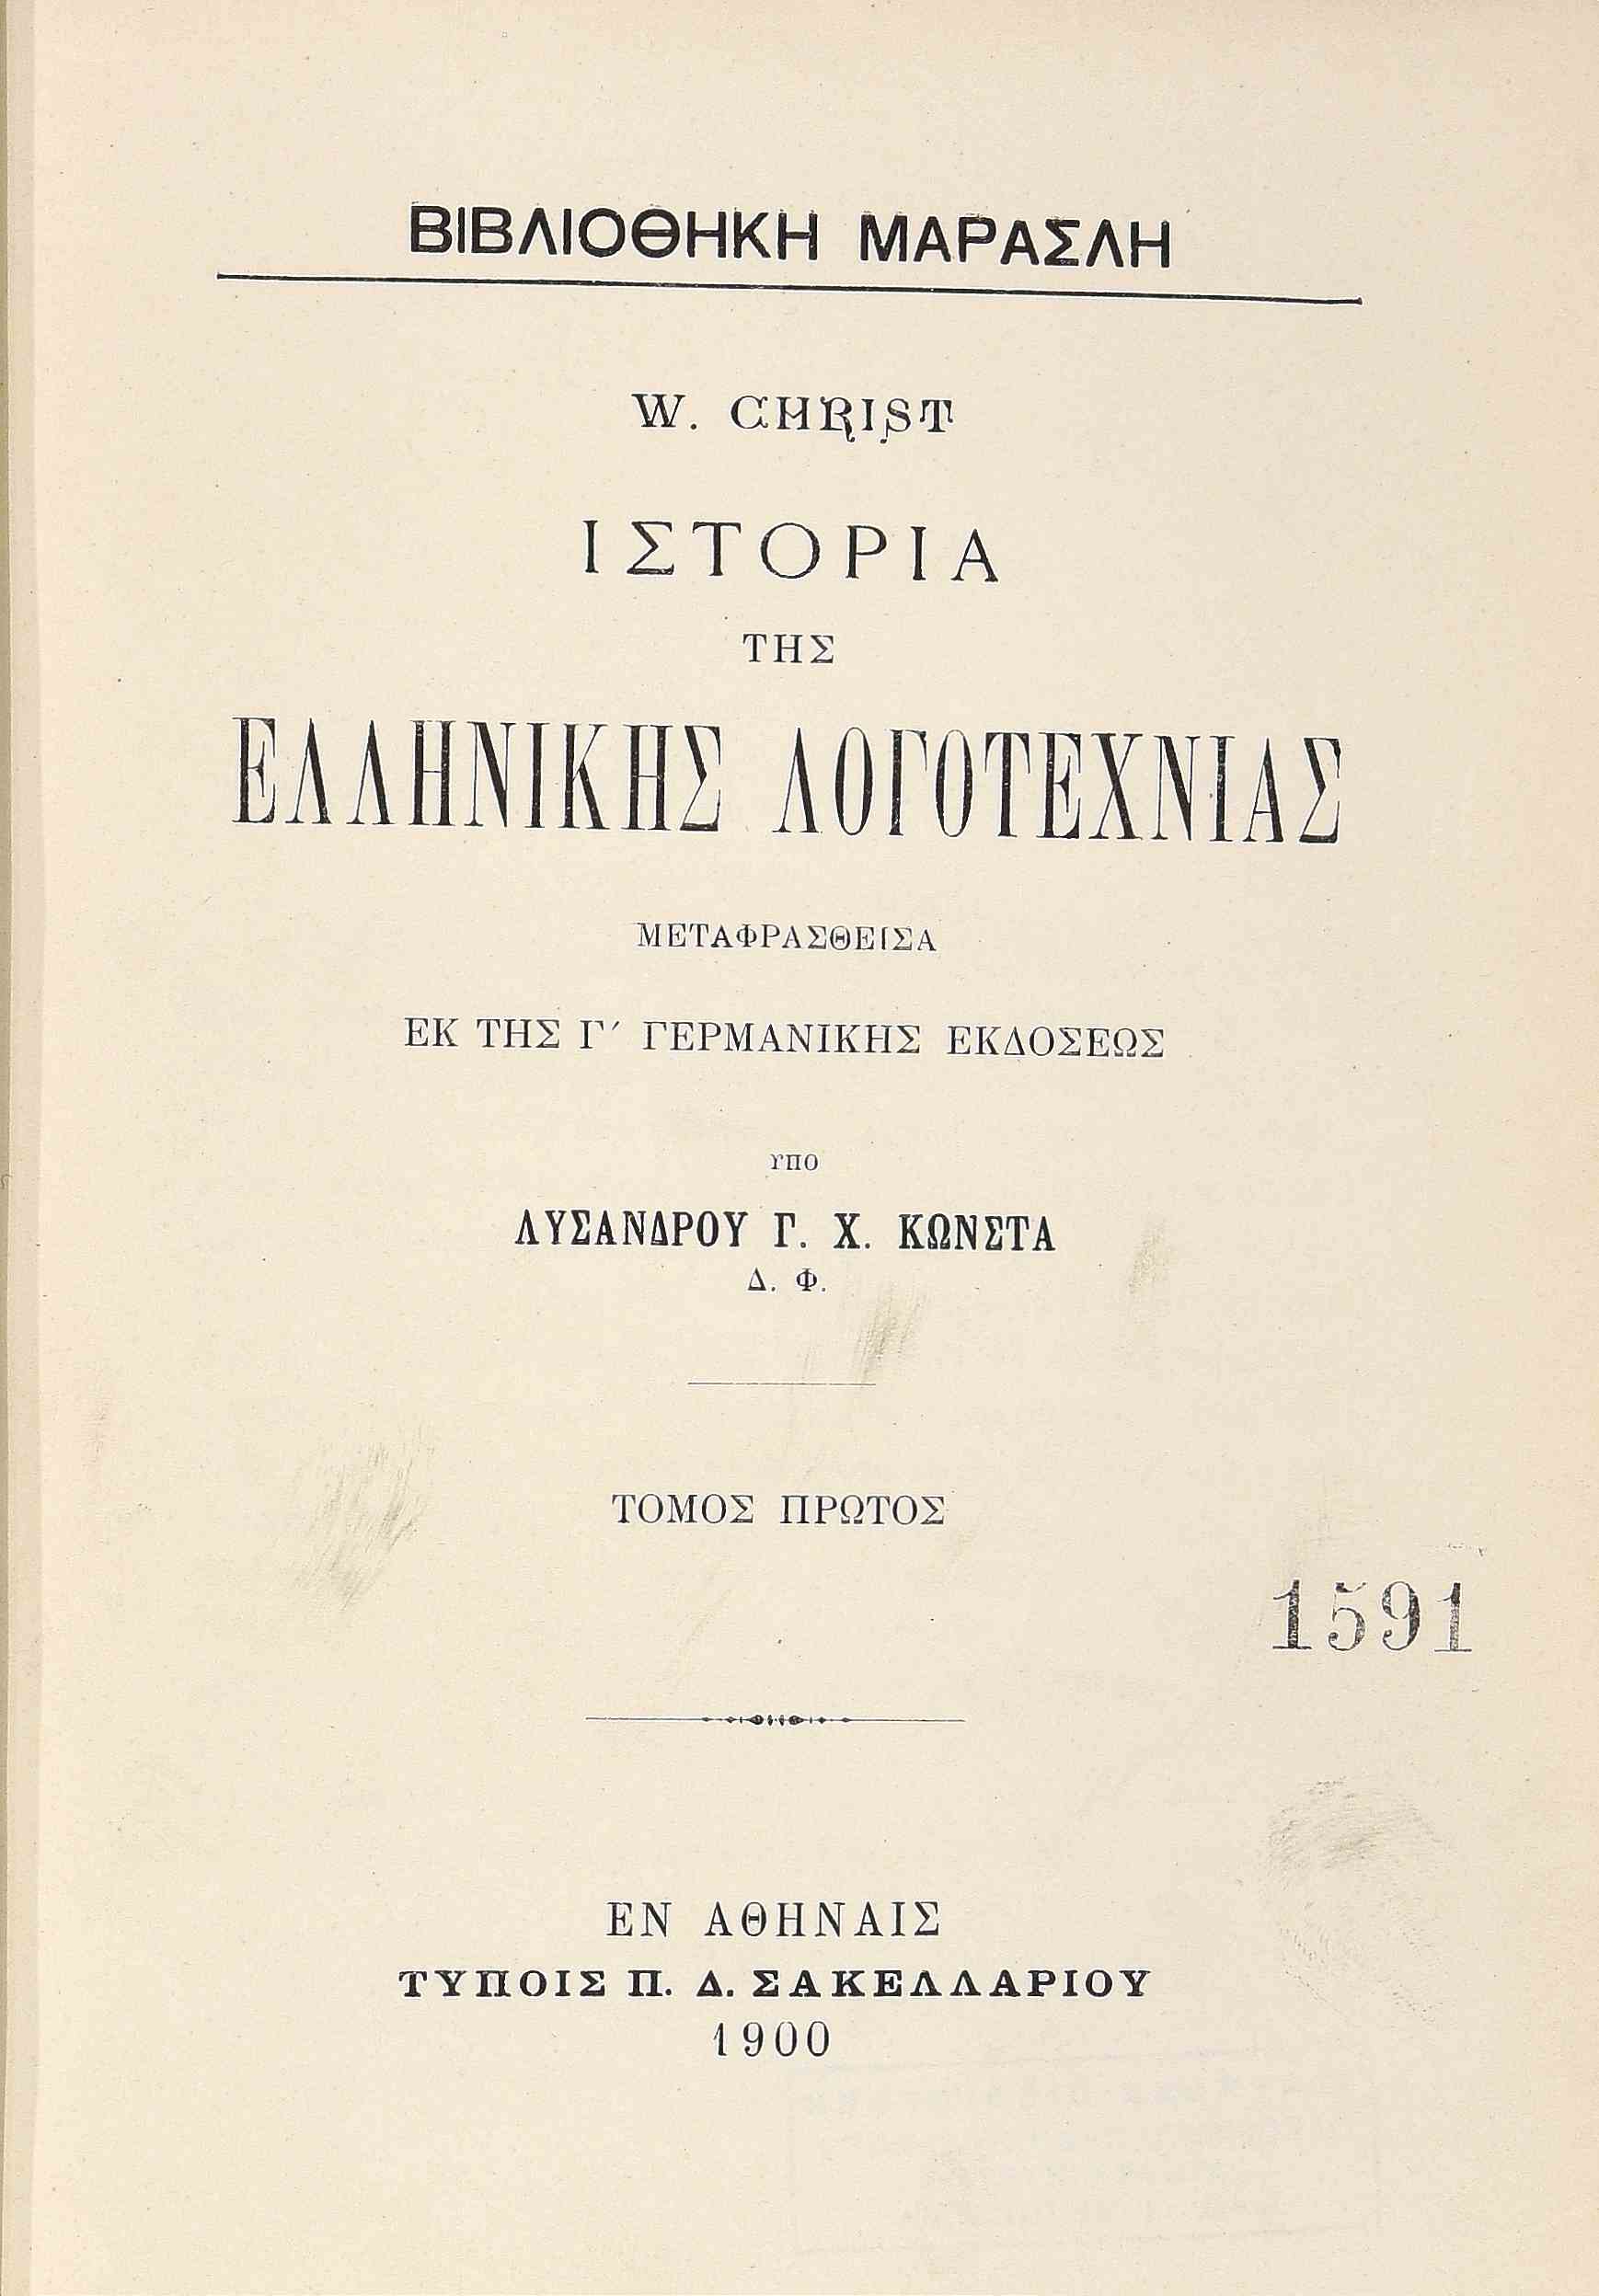 ΒΙΒΛΙΟΘΗΚΗ ΜΑΡΑΣΛΗ
W. CHRIST
ΙΣΤΟΡΙΑ
ΤΗΣ
ΕΛΛΗΝΙΚΗΣ ΛΟΓΟΤΕΧΝΙΑΣ
ΜΕΤΑΦΡΑΣΘΕΙΣΑ
ΕΚ ΤΗΣ Γ′ ΓΕΡΜΑΝΙΚΗΣ ΕΚΔΟΣΕΩΣ
ΥΠΟ
ΛΥΣΑΝΔΡΟΥ Γ. Χ. ΚΩΝΣΤΑ
Δ. Φ.
ΤΟΜΟΣ ΠΡΩΤΟΣ
1591
ΕΝ ΑΘΗΝΑΙΣ
ΤΥΠΟΙΣ Π. Δ. ΣΑΚΕΛΛΑΡΙΟΥ
1900